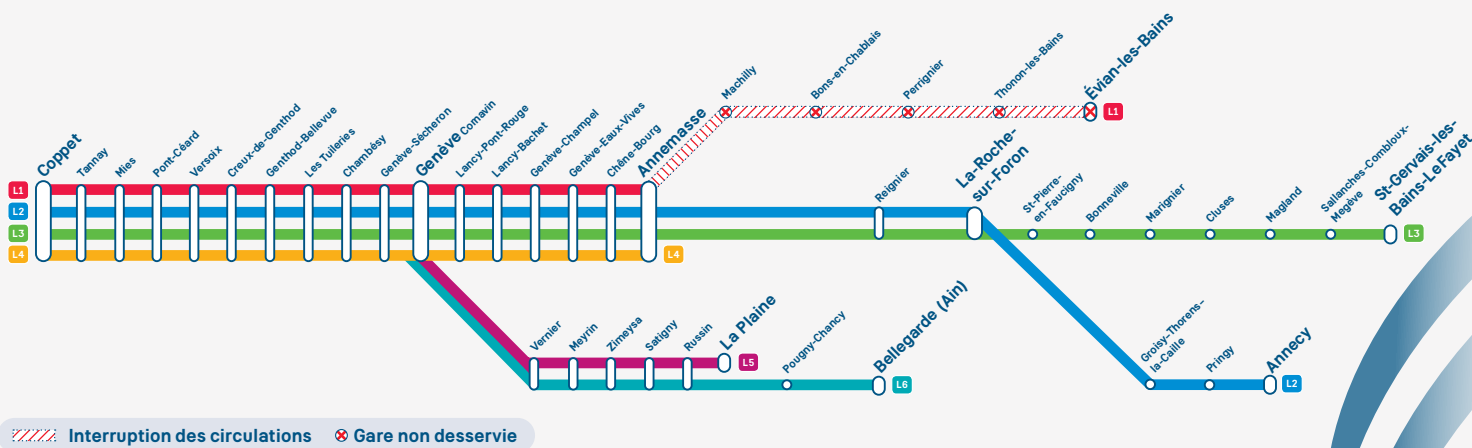 Coppet
Tannay
Mies
Pont-Céard
Versoix
Creux-de-Genthod
Genthod-Bellevue
Les Tuileries
Chambésy
Genève-Sécheron
Genève Cornavin
Lancy-Pont-Rouge
Lancy-Bachet
Genève-Champel
Genève-Eaux-Vives
Chêne-Bourg
Annemasse
Machilly
Bons-en-Chablais
Perrignier
Thonon-les-Bains
Évian-les-Bains
L1
L1
L2
L3
L4
L4
Reignier
La-Roche-
sur-Foron
St-Pierre-
en-Faucigny
Bonneville
Marignier
Cluses
Magland
Sallanches-Combloux-
Megève
St-Gervais-les-
Bains-Le Fayet
L3
Vernier
Meyrin
Zimeysa
Satigny
Russin
La Plaine
L5
Pougny-Chancy
Bellegarde (Ain)
L6
Groisy-Thorens-
la-Caille
Pringy
Annecy
L2
Interruption des circulations
Gare non desservie